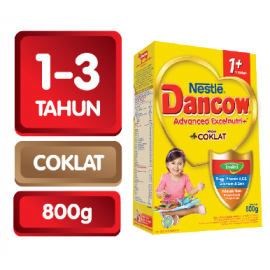 1-3
TAHUN
COKLAT
800g
1+
Nestlé
Dancow
Advanced Excelnutri+
COKLAT
800g